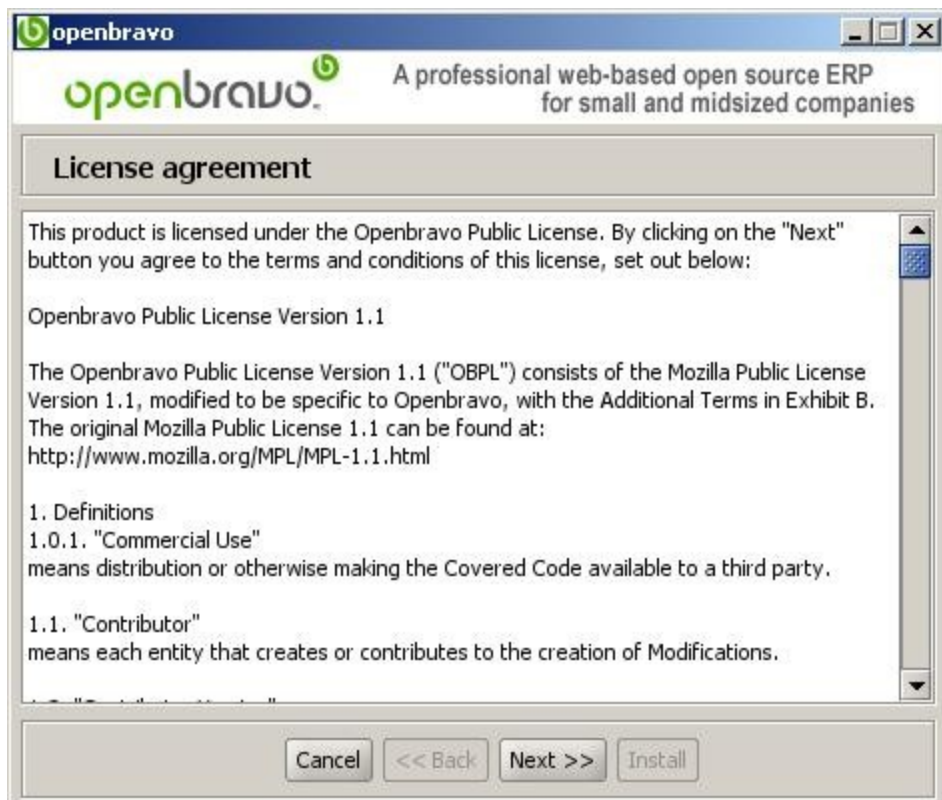 openbravo
openbravo.
A professional web-based open source ERP
for small and midsized companies
License agreement
This product is licensed under the Openbravo Public License. By clicking on the "Next"
button you agree to the terms and conditions of this license, set out below:
Openbravo Public License Version 1.1
The Openbravo Public License Version 1.1 ("OBPL") consists of the Mozilla Public License
Version 1.1, modified to be specific to Openbravo, with the Additional Terms in Exhibit B.
The original Mozilla Public License 1.1 can be found at:
http://www.mozilla.org/MPL/MPL-1.1.html
1. Definitions
1.0.1. "Commercial Use"
means distribution or otherwise making the Covered Code available to a third party.
1.1. "Contributor"
means each entity that creates or contributes to the creation of Modifications.
Cancel << Back Next >> Install